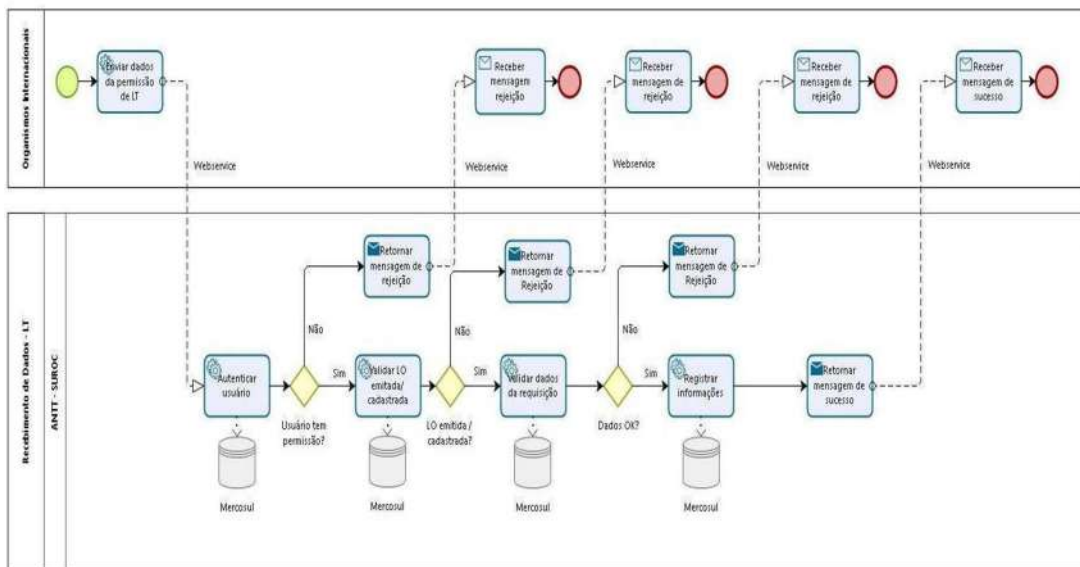 Organismos Internacionais
Enviar dados
da permissão
de LT
Receber
mensagem
rejeição
Receber
mensagem de
rejeição
Receber
mensagem de
rejeição
Receber
mensagem de
sucesso
Webservice
Webservice
Webservice
Webservice
Webservice
Recebimento de Dados - LT
ANTT - SUROC
Retornar
mensagem de
rejeição
Retornar
mensagem de
Rejeição
Retornar
mensagem de
Rejeição
Não
Não
Não
Autenticar
usuário
Sim
Validar LO
emitada/
cadastrada
Sim
Validar dados
da requisição
Sim
Registrar
informações
Retornar
mensagem de
sucesso
Usuário tem
permissão?
LO emitida /
cadastrada?
Dados OK?
Mercosul
Mercosul
Mercosul
Mercosul